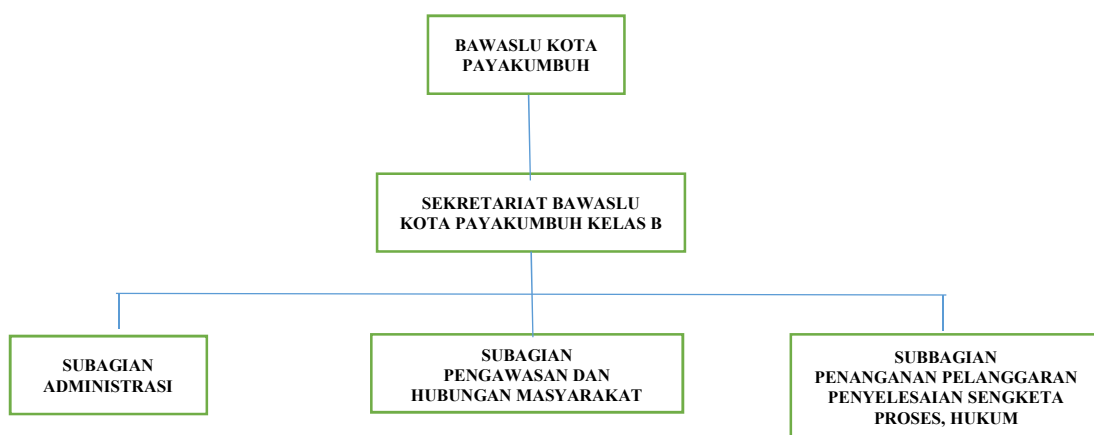 BAWASLU KOTA
PAYAKUMBUH
SEKRETARIAT BAWASLU
KOTA PAYAKUMBUH KELAS B
SUBAGIAN
ADMINISTRASI
SUBAGIAN
PENGAWASAN DAN
HUBUNGAN MASYARAKAT
SUBBAGIAN
PENANGANAN PELANGGARAN
PENYELESAIAN SENGKETA
PROSES, HUKUM